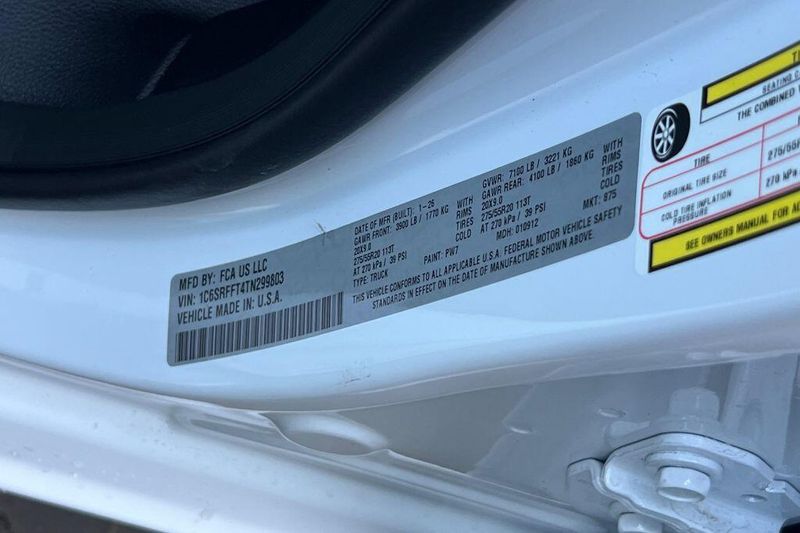 MFD BY: FCA US LLC
VIN: 1C6SRFFT4TN299803
VEHICLE MADE IN U.S.A.
DATE OF MFR (BUILT): 1-26 GVWR: 7100 LB / 3221 KG
GAWR FRONT: 3900 LB / 1770 KG WITH GAWR REAR: 4100 LB / 1860 KG WITH
20X9.0 RIMS 20X9.0 RIMS
275/55R20 113T TIRES 275/55R20 113T TIRES
AT 270 kPa / 39 PSI COLD AT 270 kPa / 39 PSI COLD
TYPE: TRUCK PAINT: PW7 MDH: 010912 MKT: 975
THIS VEHICLE CONFORMS TO ALL APPLICABLE U.S.A. FEDERAL MOTOR VEHICLE SAFETY
STANDARDS IN EFFECT ON THE DATE OF MANUFACTURE SHOWN ABOVE.
SEATING
THE COMBINED
TIRE
ORIGINAL TIRE SIZE 275/55R
COLD TIRE INFLATION PRESSURE 270 kPa,
SEE OWNERS MANUAL FOR AD